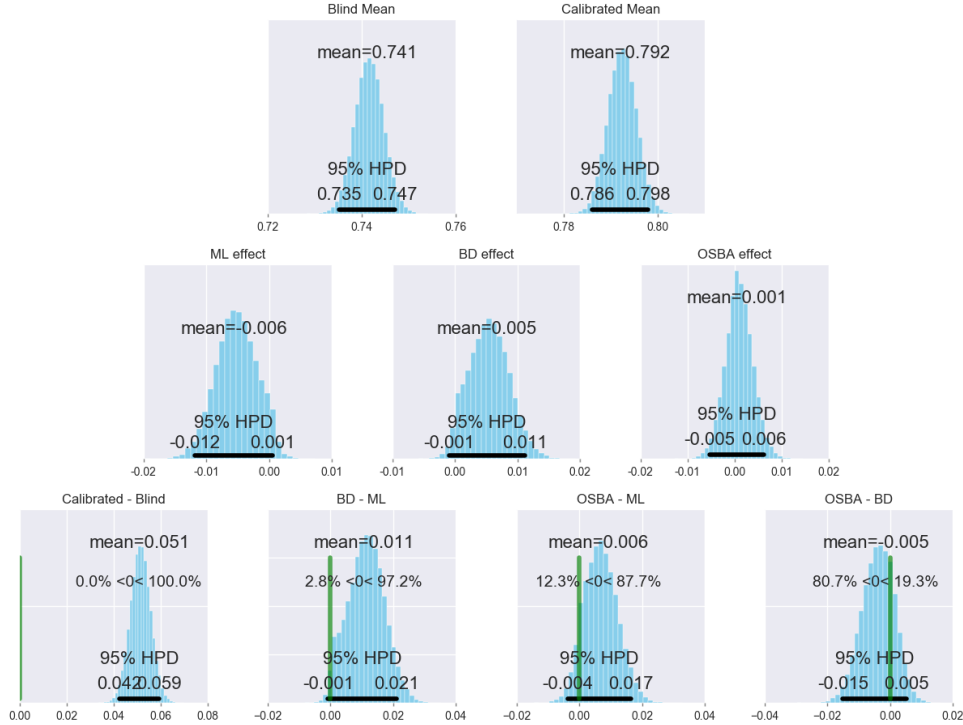 Blind Mean
Calibrated Mean
mean=0.741
mean=0.792
95% HPD
95% HPD
0.735 0.747
0.786 0.798
0.72 0.74 0.76
0.78 0.80
ML effect
BD effect
OSBA effect
mean=-0.006
mean=0.005
mean=0.001
95% HPD
95% HPD
95% HPD
-0.012 0.001
-0.001 0.011
-0.005 0.006
-0.02 -0.01 0.00 0.01
-0.01 0.00 0.01 0.02
-0.02 -0.01 0.00 0.01 0.02
Calibrated - Blind
BD - ML
OSBA - ML
OSBA - BD
mean=0.051
mean=0.011
mean=0.006
mean=-0.005
0.0% <0< 100.0%
2.8% <0< 97.2%
12.3% <0< 87.7%
80.7% <0< 19.3%
95% HPD
95% HPD
95% HPD
95% HPD
0.042 0.059
-0.001 0.021
-0.004 0.017
-0.015 0.005
0.00 0.02 0.04 0.06 0.08
-0.02 0.00 0.02 0.04
-0.02 0.00 0.02 0.04
-0.04 -0.02 0.00 0.02